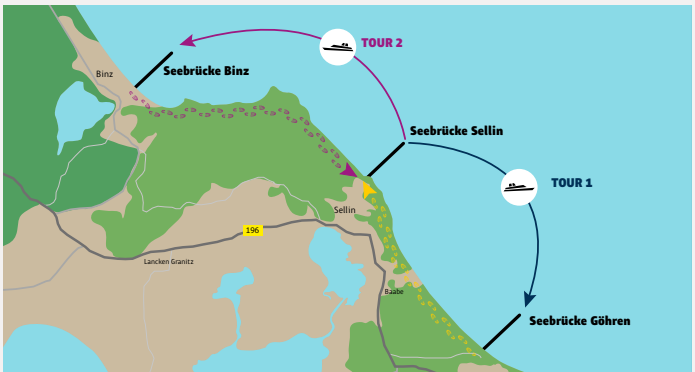 TOUR 2
Binz
Seebrücke Binz
Seebrücke Sellin
TOUR 1
Sellin
196
Lancken Granitz
Baabe
Seebrücke Göhren